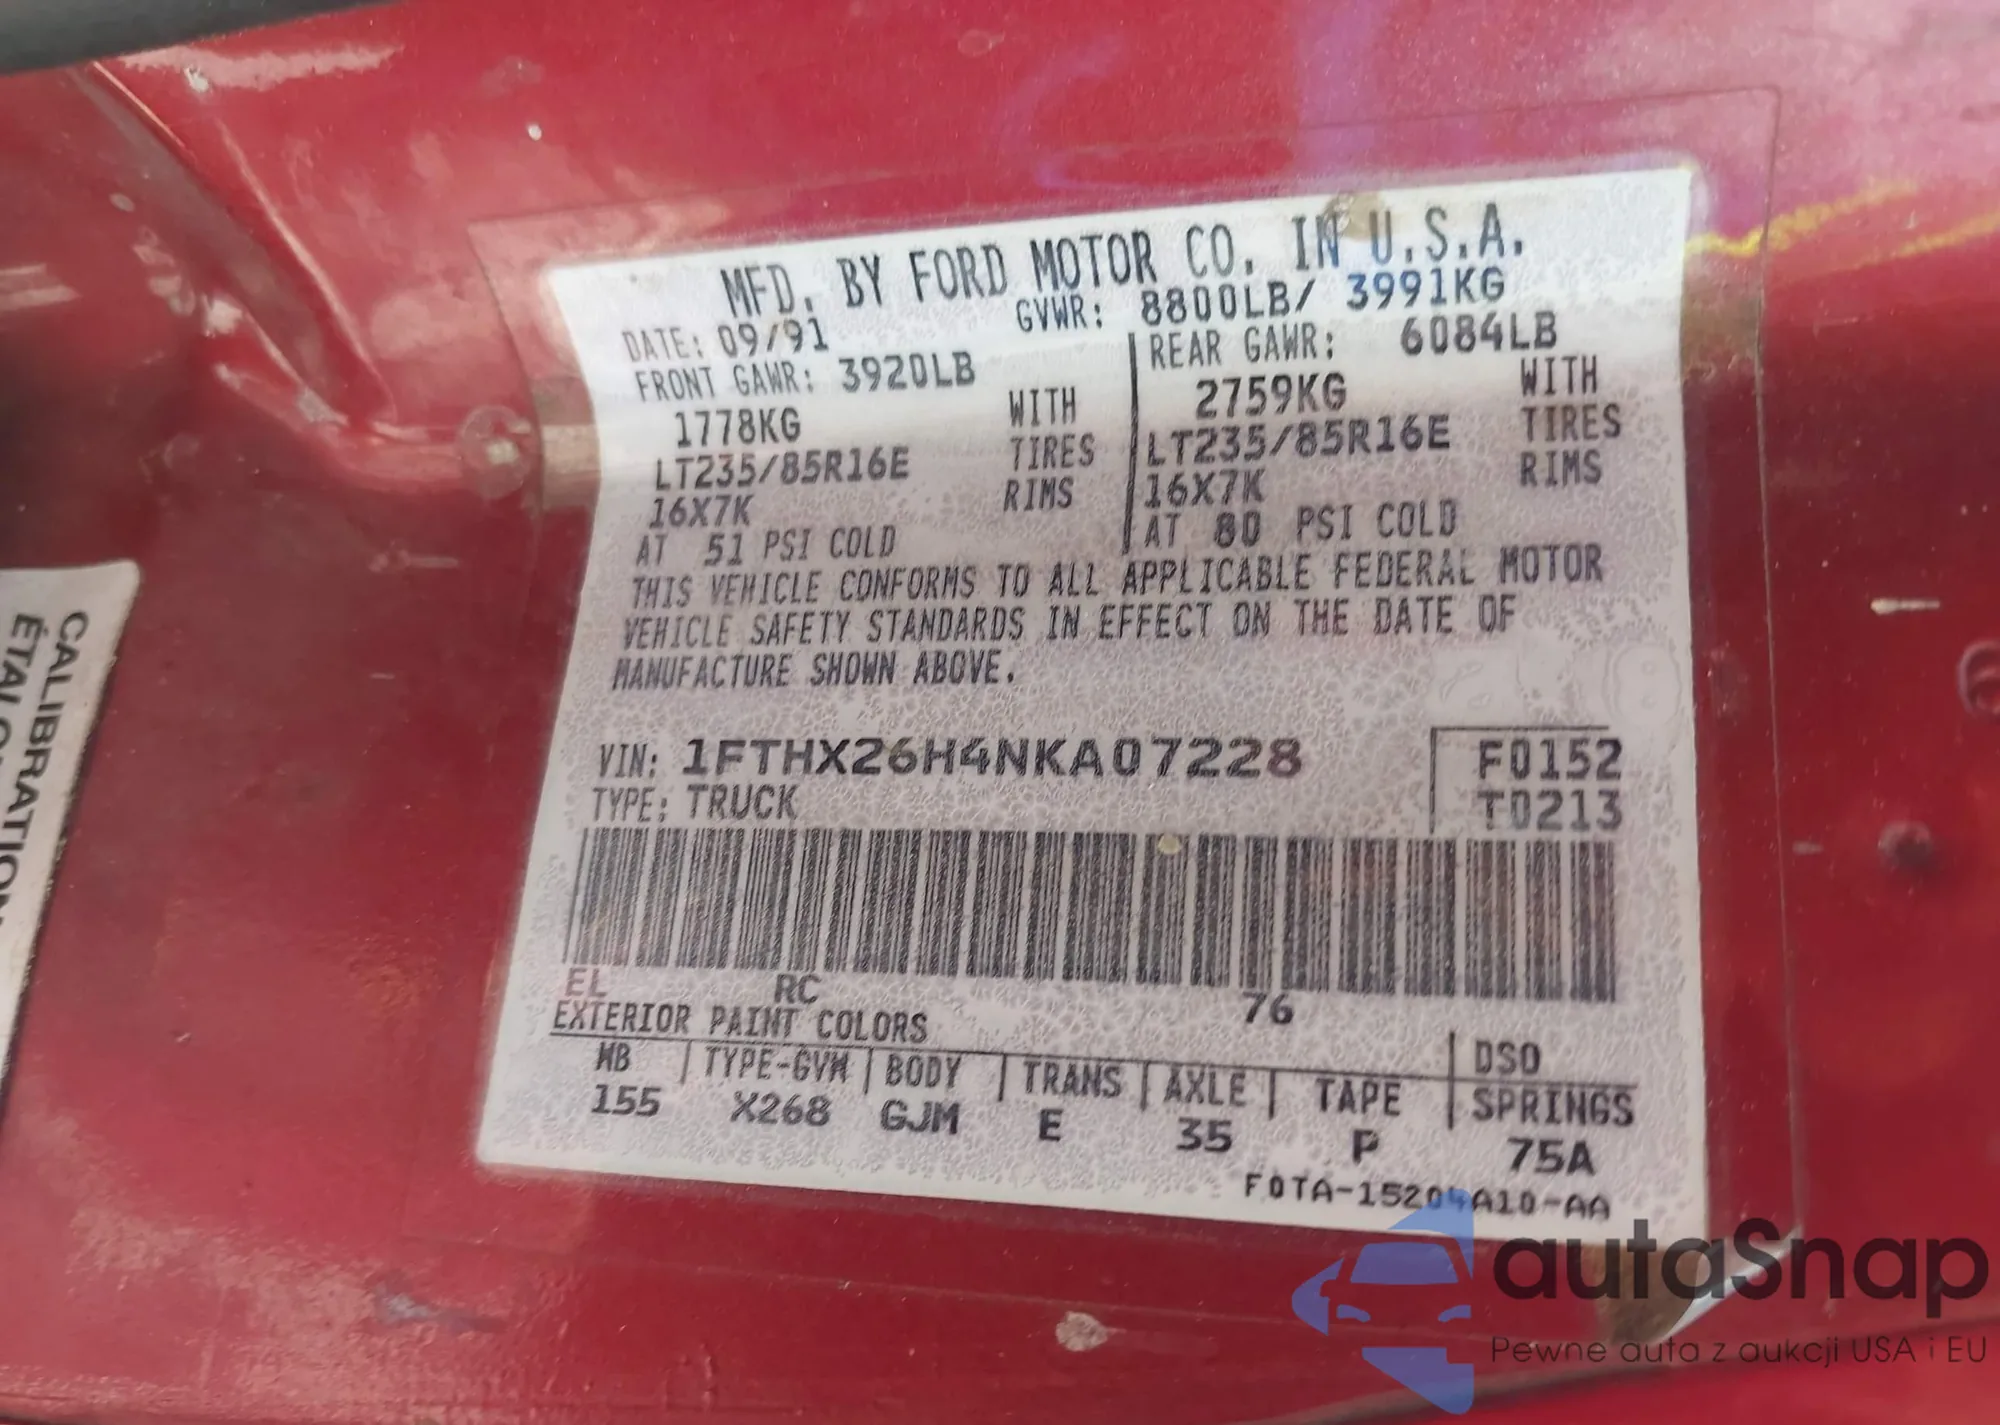 MFD. BY FORD MOTOR CO. IN U.S.A.
DATE: 09/91 GVWR: 8800LB/ 3991KG
FRONT GAWR: 3920LB REAR GAWR: 6084LB
1778KG WITH 2759KG WITH
LT235/85R16E TIRES LT235/85R16E TIRES
16X7K RIMS 16X7K RIMS
AT 51 PSI COLD AT 80 PSI COLD
THIS VEHICLE CONFORMS TO ALL APPLICABLE FEDERAL MOTOR
VEHICLE SAFETY STANDARDS IN EFFECT ON THE DATE OF
MANUFACTURE SHOWN ABOVE.
VIN: 1FTHX26H4NKA07228 F0152
TYPE: TRUCK T0213
EL RC 76
EXTERIOR PAINT COLORS DSO
WB TYPE-GVW BODY TRANS AXLE TAPE SPRINGS
155 X268 GJM E 35 P 75A
F0TA-15204A10-AA
CALIBRATION
autaSnap
Pewne auta z aukcji USA i EU